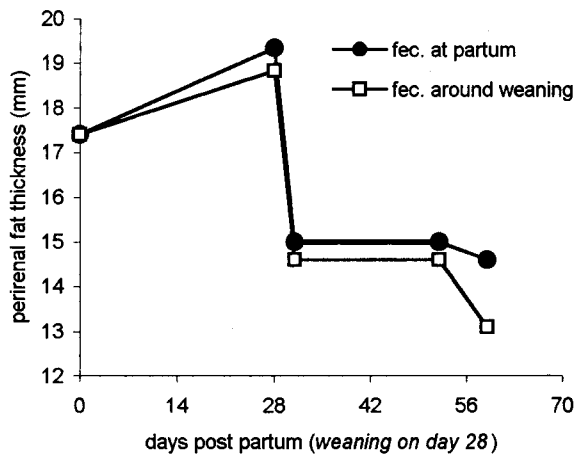 perirenal fat thickness (mm)
20
19
18
17
16
15
14
13
12
fec. at partum
fec. around weaning
0 14 28 42 56 70
days post partum (weaning on day 28)